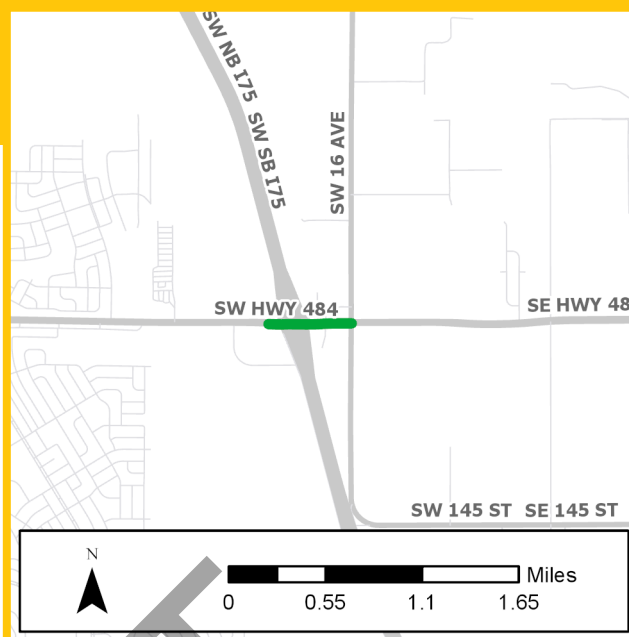 SW NB I75
SW SB I75
SW 16 AVE
SW HWY 484
SE HWY 48
SW 145 ST
SE 145 ST
N
Miles
0 0.55 1.1 1.65